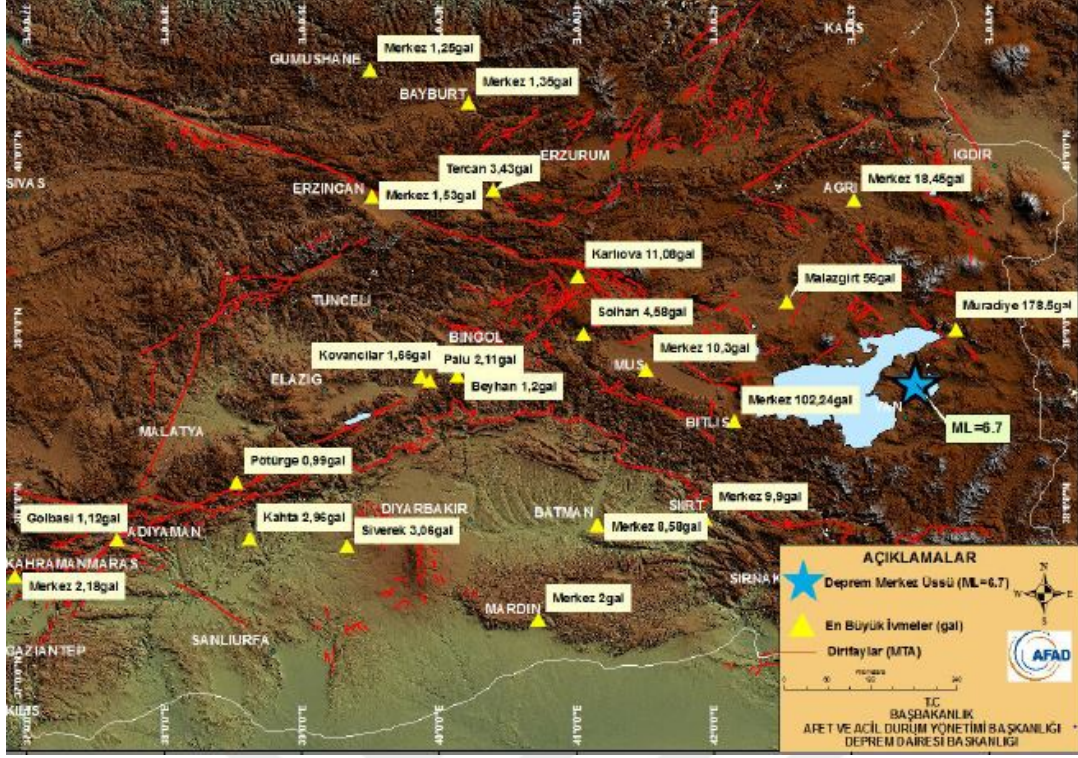 KARS
GUMUSHANE
Merkez 1,25gal
Merkez 1,35gal
BAYBURT
ERZURUM
IGDIR
SIVAS
Tercan 3,43gal
ERZINCAN
Merkez 1,53gal
AGRI
Merkez 18,45gal
Karlıova 11,08gal
Malazgirt 56gal
TUNCELI
Solhan 4,58gal
Muradiye 178.5gal
BINGOL
Kovancilar 1,66gal
Palu 2,11gal
MUS
Merkez 10,3gal
ELAZIG
Beyhan 1,2gal
VAN
Merkez 102,24gal
BITLIS
ML=6.7
MALATYA
Pötürge 0,99gal
SIIRT
Merkez 9,9gal
DIYARBAKIR
BATMAN
Golbasi 1,12gal
ADIYAMAN
Kahta 2,96gal
Siverek 3,06gal
Merkez 8,58gal
KAHRAMANMARAS
Merkez 2,18gal
SIRNAK
MARDIN
Merkez 2gal
SANLIURFA
GAZIANTEP
KILIS
AÇIKLAMALAR
Deprem Merkez Üssü (ML=6.7)
N
W
E
S
En Büyük İvmeler (gal)
Dirifaylar (MTA)
AFAD
T.C
BAŞBAKANLIK
AFET VE ACİL DURUM YÖNETİMİ BAŞKANLIĞI
DEPREM DAİRESİ BASKANLIĞI